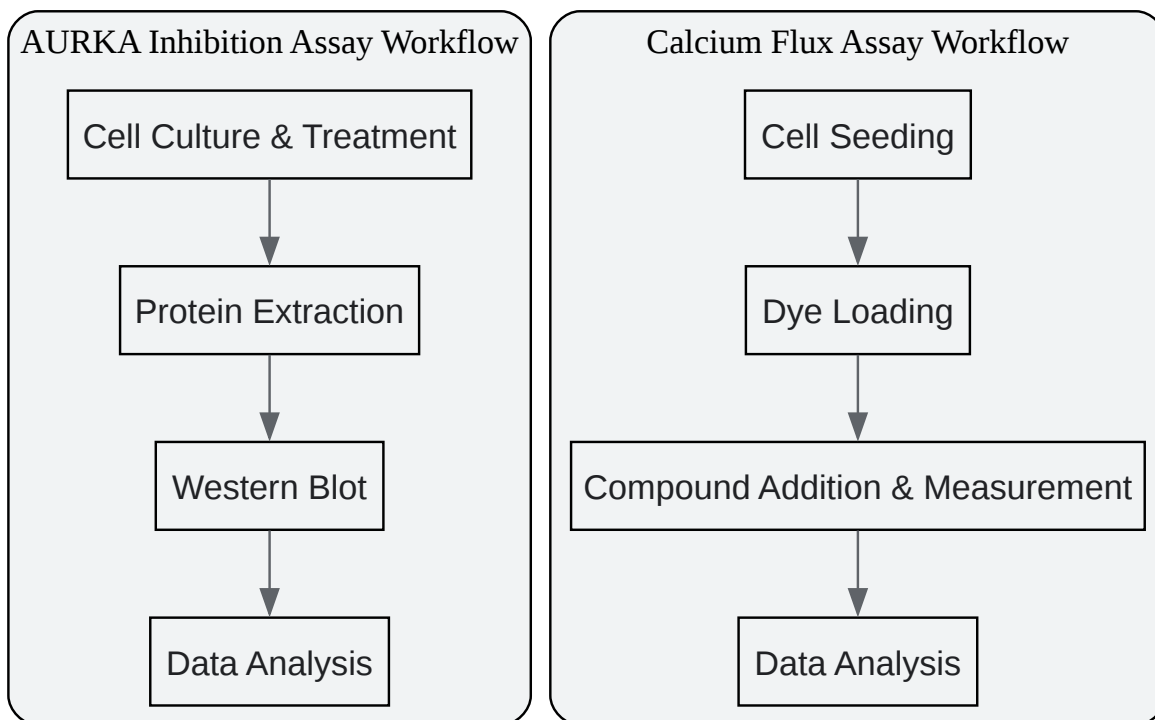 AURKA Inhibition Assay Workflow
Cell Culture & Treatment
Protein Extraction
Western Blot
Data Analysis
Calcium Flux Assay Workflow
Cell Seeding
Dye Loading
Compound Addition & Measurement
Data Analysis